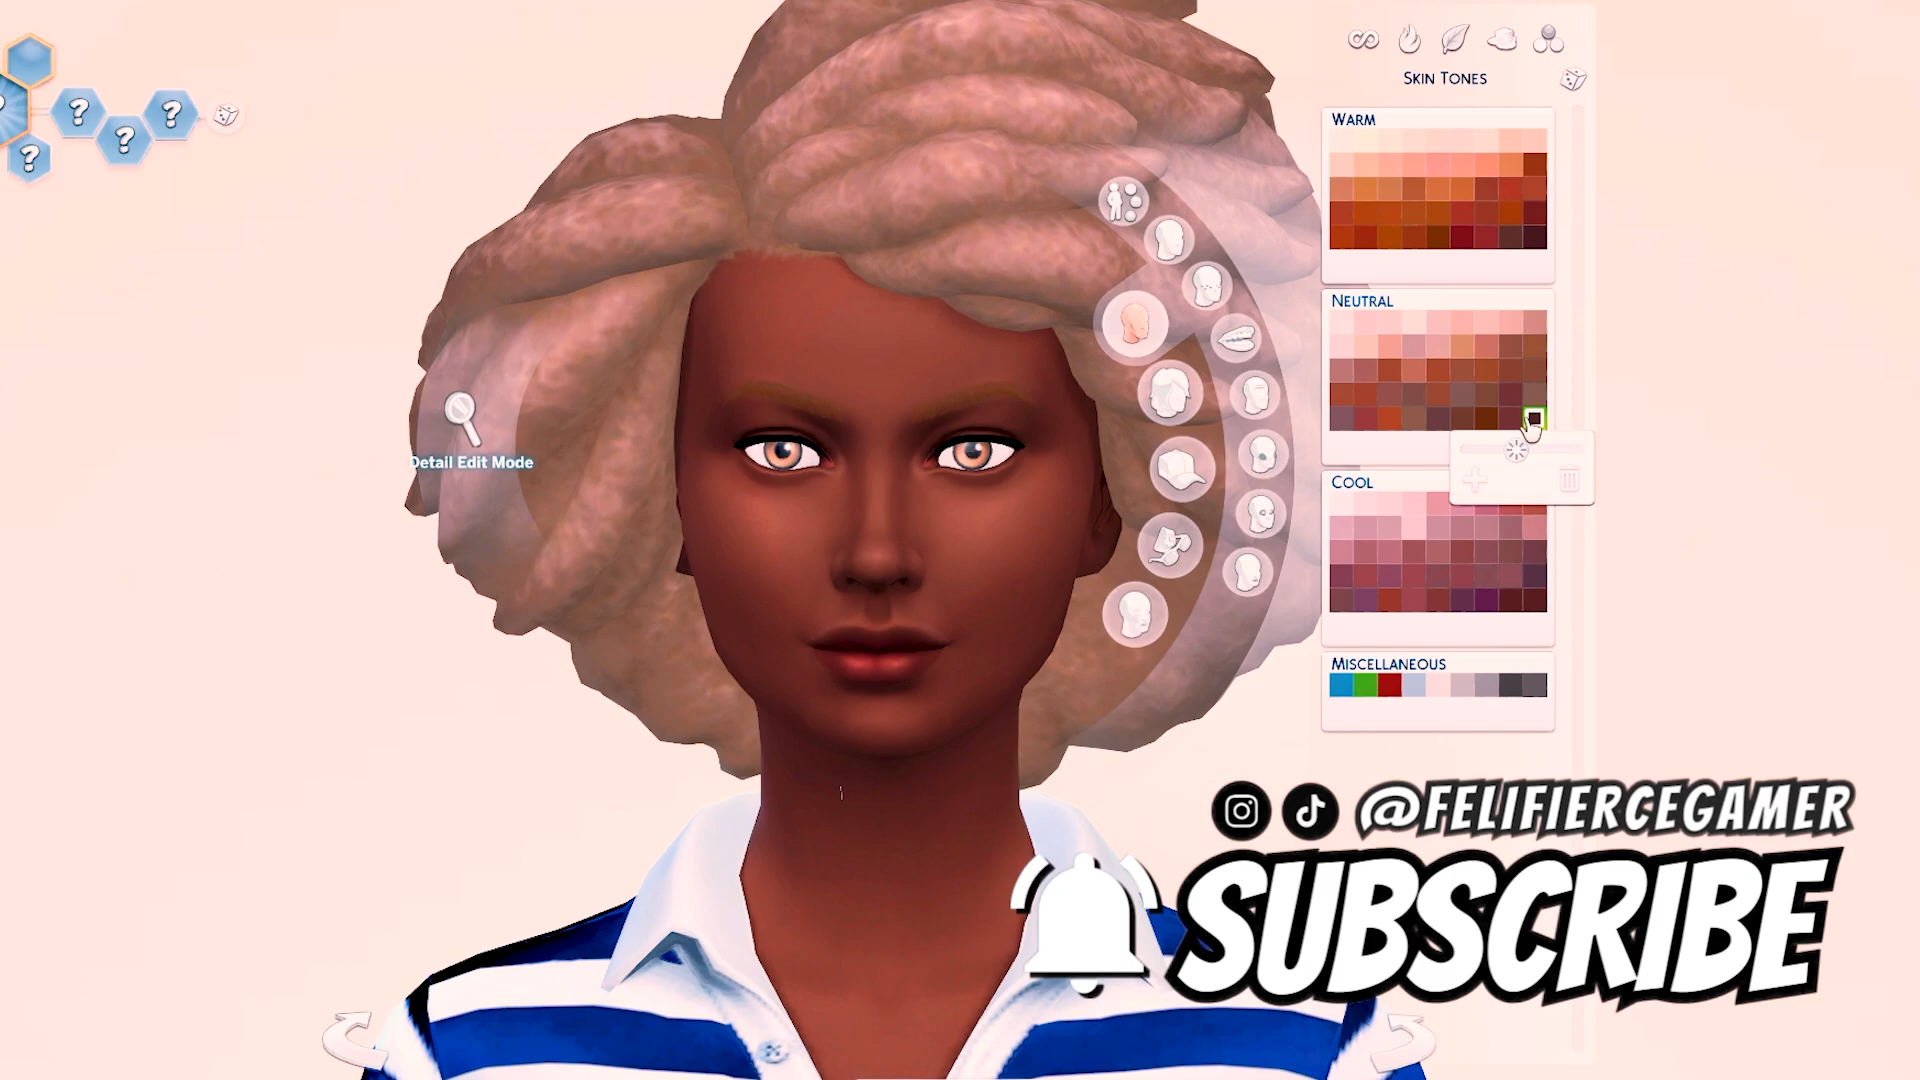 ?
?
?
?
SKIN TONES
WARM
NEUTRAL
Detail Edit Mode
COOL
MISCELLANEOUS
@FELIFIERCEGAMER
SUBSCRIBE